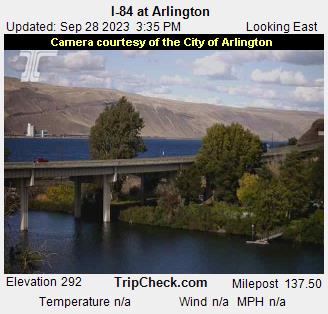 I-84 at Arlington
Updated: Sep 28 2023 3:35 PM Looking East
Camera courtesy of the City of Arlington
Elevation 292 TripCheck.com Milepost 137.50
Temperature n/a Wind n/a MPH n/a